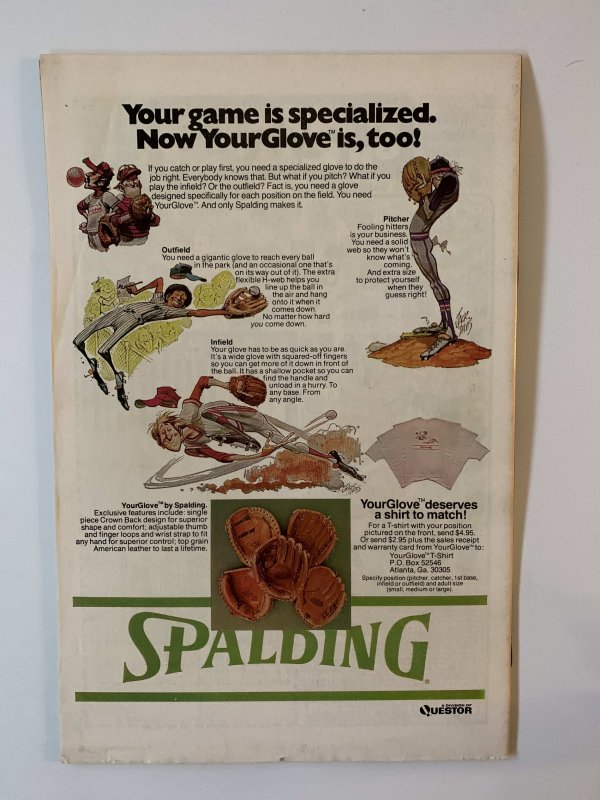 Your game is specialized.
Now YourGlove™ is, too!
If you catch or play first, you need a specialized glove to do the
job right. Everybody knows that. But what if you pitch? What if you
play the infield? Or the outfield? Fact is, you need a glove
designed specifically for each position on the field. You need
YourGlove™. And only Spalding makes it.
Pitcher
Fooling hitters
is your business.
You need a solid
web so they won't
know what's
coming.
And extra size
to protect yourself
when they
guess right!
Outfield
You need a gigantic glove to reach every ball
in the park (and an occasional one that's
on its way out of it). The extra
flexible H-web helps you
line up the ball in
the air and hang
onto it when it
comes down.
No matter how hard
you come down.
Infield
Your glove has to be as quick as you are.
It's a wide glove with squared-off fingers
so you can get more of it down in front of
the ball. It has a shallow pocket so you can
find the handle and
unload in a hurry. To
any base. From
any angle.
YourGlove™ by Spalding.
Exclusive features include: single
piece Crown Back design for superior
shape and comfort; adjustable thumb
and finger loops and wrist strap to fit
any hand for superior control; top grain
American leather to last a lifetime.
YourGlove™ deserves
a shirt to match!
For a T-shirt with your position
pictured on the front, send $4.95.
Or send $2.95 plus the sales receipt
and warranty card from YourGlove™ to:
YourGlove™ T-Shirt
P.O. Box 52546
Atlanta, Ga. 30305
Specify position (pitcher, catcher, 1st base,
infield or outfield) and adult size
(small, medium or large).
SPALDING®
A DIVISION OF
QUESTOR